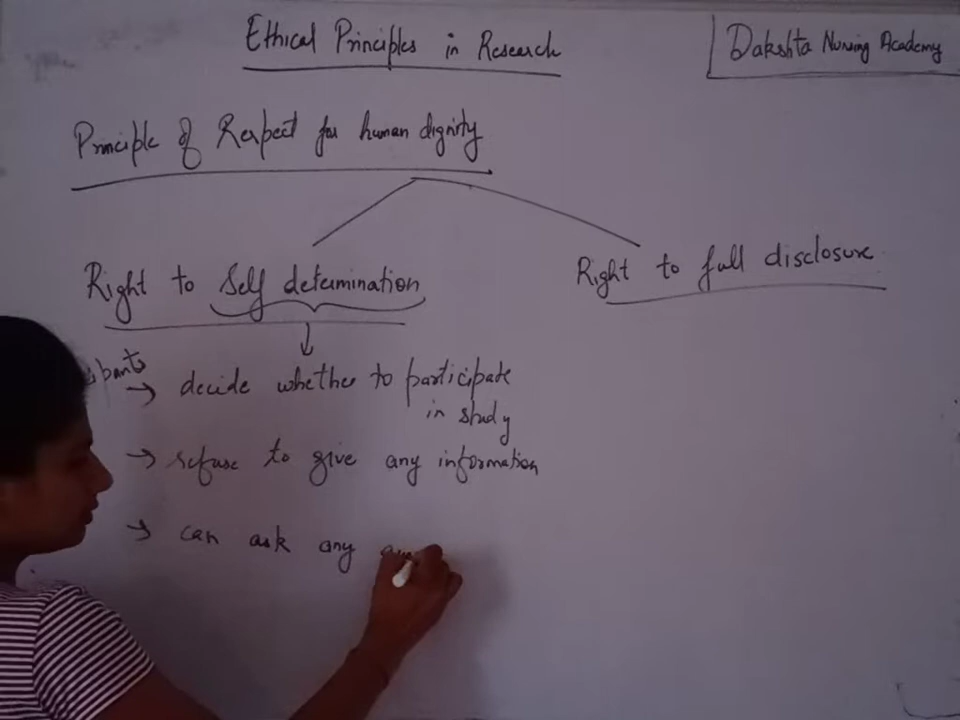 Ethical Principles in Research
Dakshta Nursing Academy
Principle of Respect for human dignity
Right to Self determination
Right to full disclosure
→ decide whether to participate
in study
→ refuse to give any information
→ can ask any